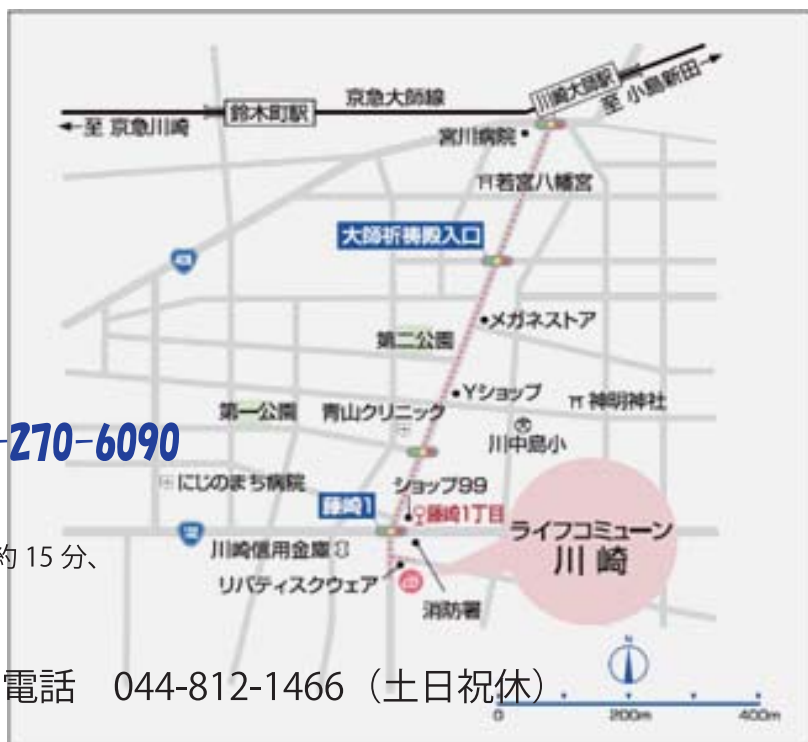 京急大師線
川崎大師駅
至 小島新田
鈴木町駅
至 京急川崎
宮川病院
若宮八幡宮
大師祈祷殿入口
409
メガネストア
第二公園
Yショップ
神明神社
第一公園
青山クリニック
川中島小
-270-6090
にじのまち病院
ショップ99
藤崎1
藤崎1丁目
ライフコミューン
川崎
132
川崎信用金庫
約 15 分、
リバティスクウェア
消防署
N
電話　044-812-1466（土日祝休）
0 200m 400m